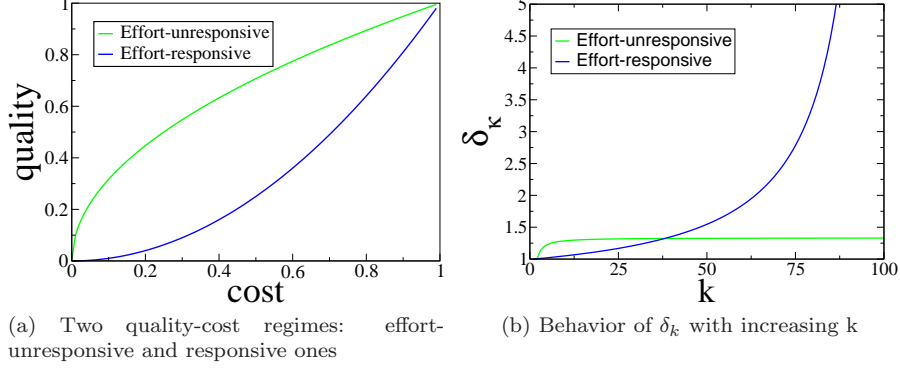 1
0.8
0.6
0.4
0.2
0
quality
Effort-unresponsive
Effort-responsive
0 0.2 0.4 0.6 0.8 1
cost
(a) Two quality-cost regimes: effort-
unresponsive and responsive ones
5
4.5
4
3.5
3
2.5
2
1.5
1
δκ
Effort-unresponsive
Effort-responsive
0 25 50 75 100
k
(b) Behavior of δk with increasing k